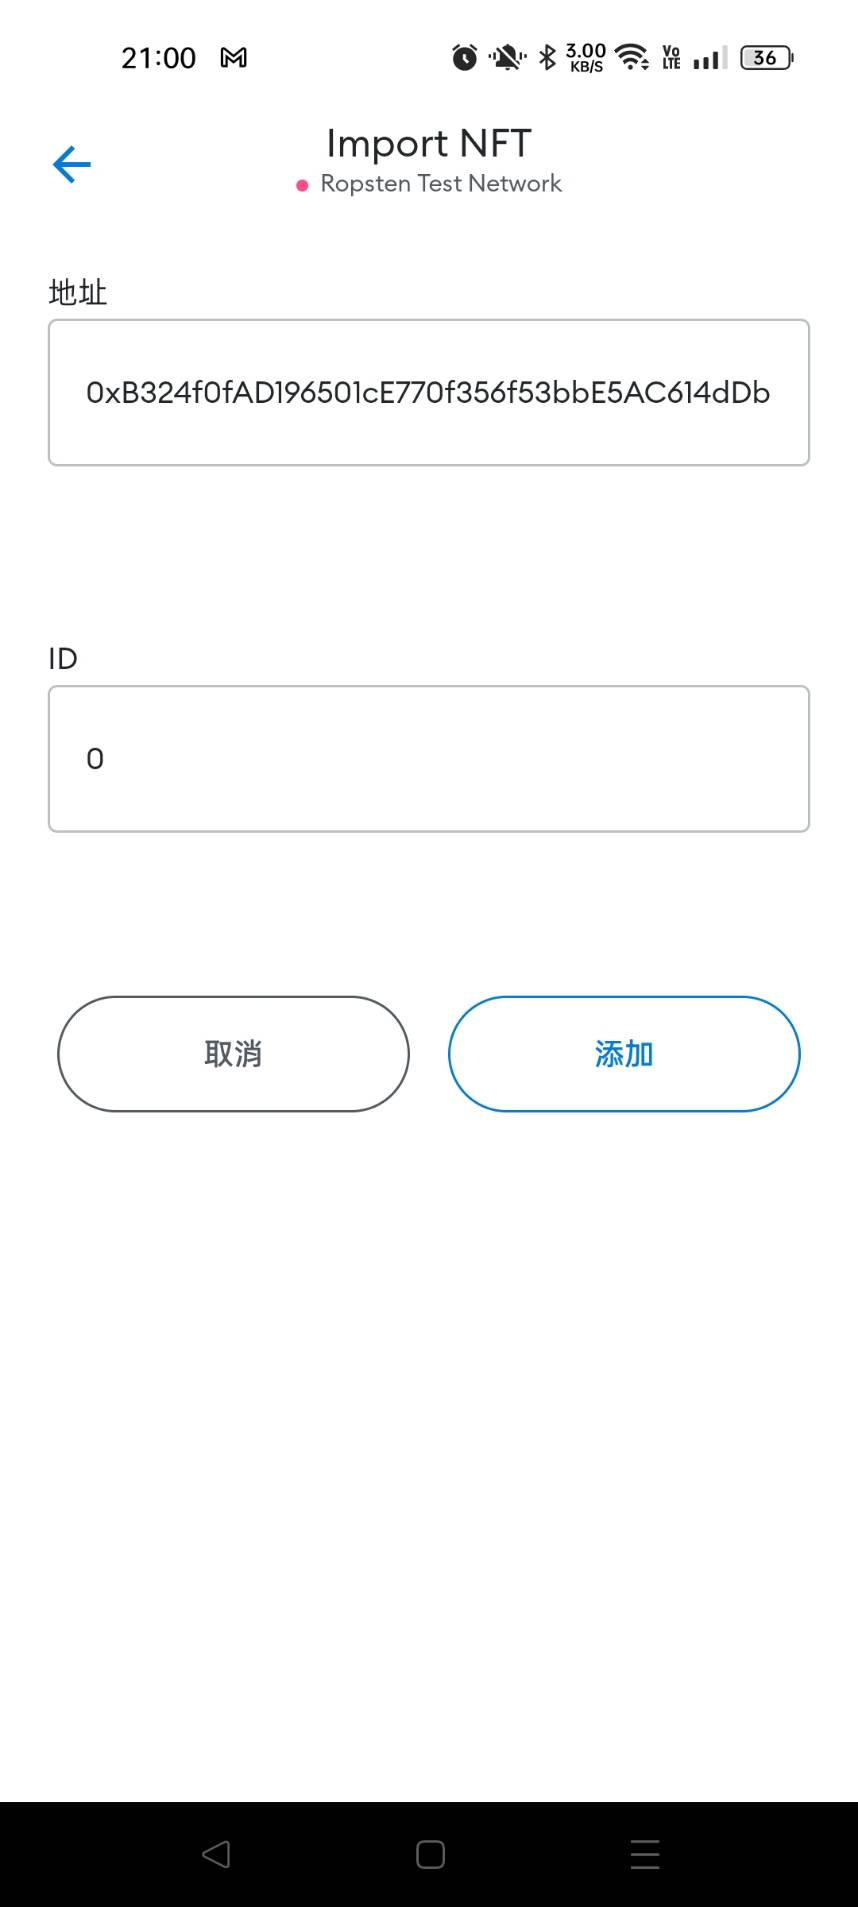 21:00 3.00 KB/S Vo LTE 36
Import NFT
Ropsten Test Network
地址
0xB324f0fAD196501cE770f356f53bbE5AC614dDb
ID
0
取消 添加